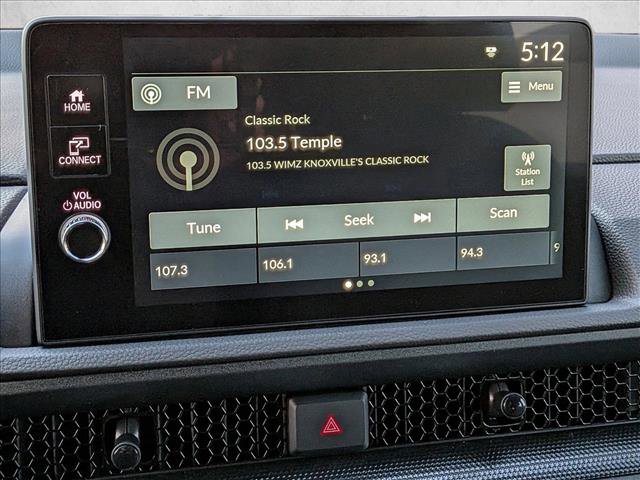 5:12
HOME
FM
Menu
Classic Rock
103.5 Temple
103.5 WIMZ KNOXVILLE'S CLASSIC ROCK
CONNECT
Station
List
VOL
AUDIO
Tune
Seek
Scan
107.3
106.1
93.1
94.3
9